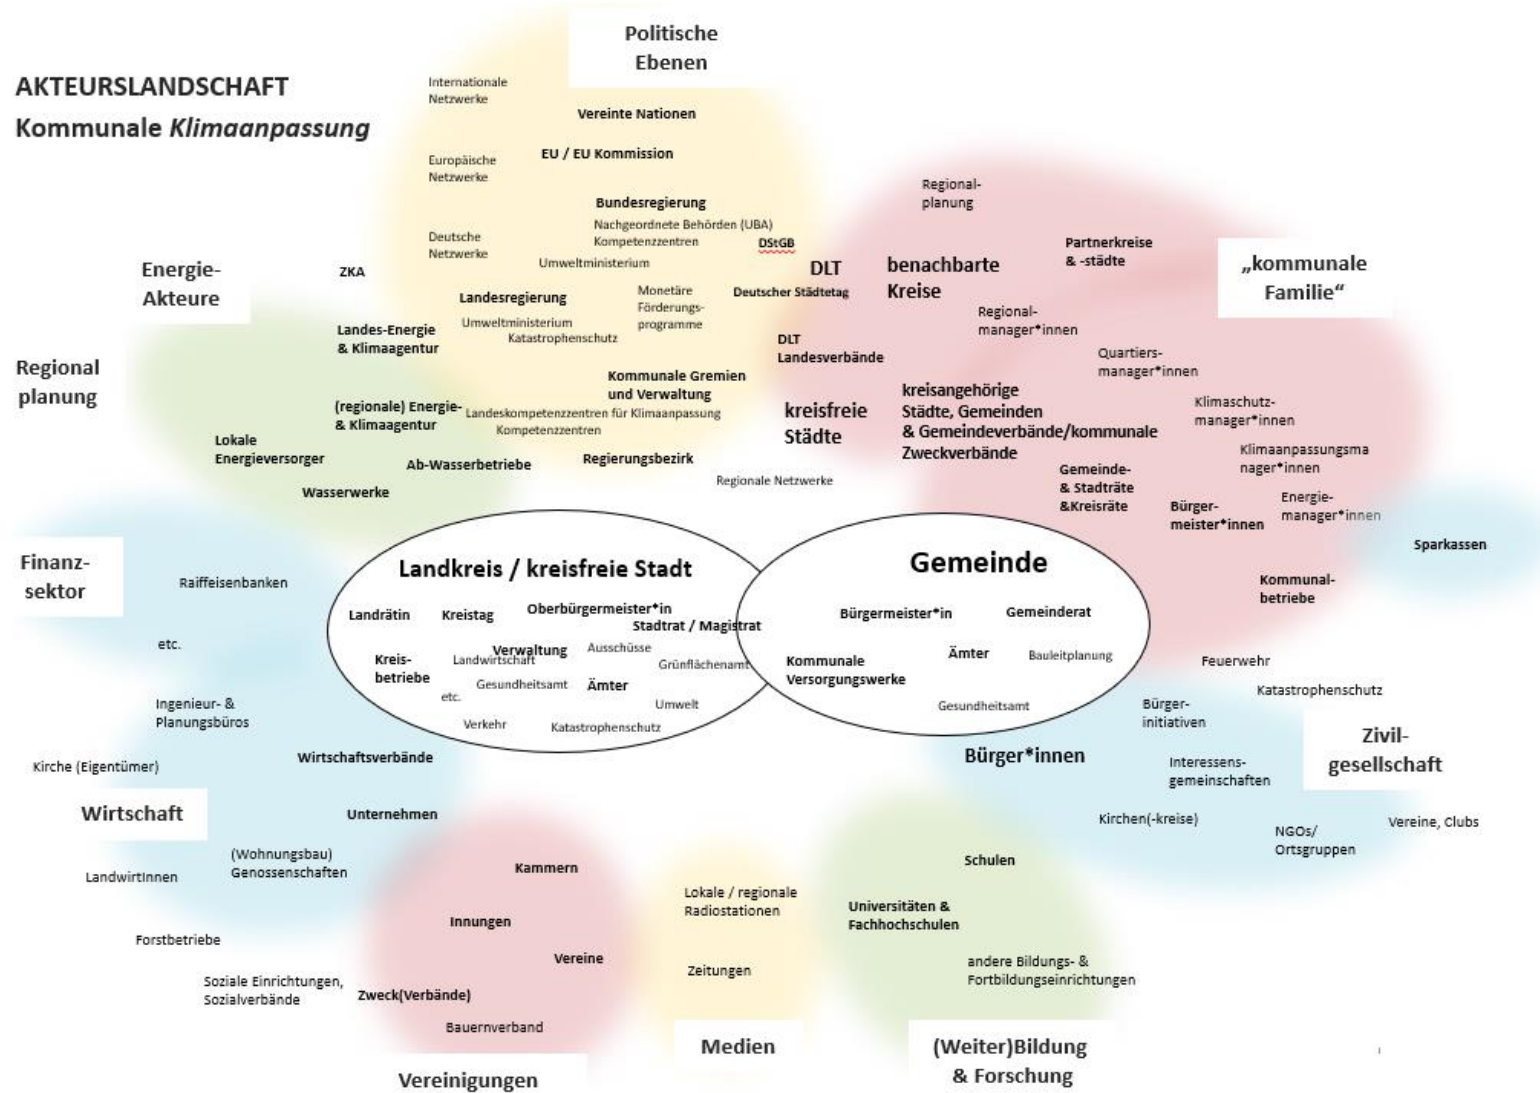 AKTEURSLANDSCHAFT
Kommunale Klimaanpassung
Politische
Ebenen
Internationale
Netzwerke
Vereinte Nationen
EU / EU Kommission
Europäische
Netzwerke
Bundesregierung
Nachgeordnete Behörden (UBA)
Kompetenzzentren
DStGB
Deutsche
Netzwerke
Umweltministerium
ZKA
Landesregierung
Umweltministerium
Katastrophenschutz
Monetäre
Förderungs-
programme
Deutscher Städtetag
DLT
Kommunale Gremien
und Verwaltung
Landeskompetenzzentren für Klimaanpassung
Kompetenzzentren
Regierungsbezirk
Regionale Netzwerke
Energie-
Akteure
Landes-Energie
& Klimaagentur
Regional
planung
(regionale) Energie-
& Klimaagentur
Lokale
Energieversorger
Ab-Wasserbetriebe
Wasserwerke
„kommunale
Familie“
Regional-
planung
Partnerkreise
& -städte
benachbarte
Kreise
Regional-
manager*innen
DLT
Landesverbände
Quartiers-
manager*innen
kreisfreie
Städte
kreisangehörige
Städte, Gemeinden
& Gemeindeverbände/kommunale
Zweckverbände
Klimaschutz-
manager*innen
Klimaanpassungsma
nager*innen
Gemeinde-
& Stadträte
&Kreisräte
Bürger-
meister*innen
Energie-
manager*innen
Sparkassen
Kommunal-
betriebe
Feuerwehr
Katastrophenschutz
Finanz-
sektor
Raiffeisenbanken
etc.
Landkreis / kreisfreie Stadt
Landrätin
Kreistag
Oberbürgermeister*in
Stadtrat / Magistrat
Kreis-
betriebe
Verwaltung
Landwirtschaft
Ausschüsse
Grünflächenamt
Gesundheitsamt
Ämter
etc.
Umwelt
Verkehr
Katastrophenschutz
Gemeinde
Bürgermeister*in
Gemeinderat
Kommunale
Versorgungswerke
Ämter
Bauleitplanung
Gesundheitsamt
Ingenieur- &
Planungsbüros
Kirche (Eigentümer)
Wirtschaftsverbände
Wirtschaft
Unternehmen
(Wohnungsbau)
Genossenschaften
LandwirtInnen
Forstbetriebe
Soziale Einrichtungen,
Sozialverbände
Kammern
Innungen
Vereine
Zweck(Verbände)
Bauernverband
Vereinigungen
Lokale / regionale
Radiostationen
Zeitungen
Medien
Schulen
Universitäten &
Fachhochschulen
andere Bildungs- &
Fortbildungseinrichtungen
(Weiter)Bildung
& Forschung
Bürger*innen
Bürger-
initiativen
Interessens-
gemeinschaften
Zivil-
gesellschaft
Kirchen(-kreise)
NGOs/
Ortsgruppen
Vereine, Clubs